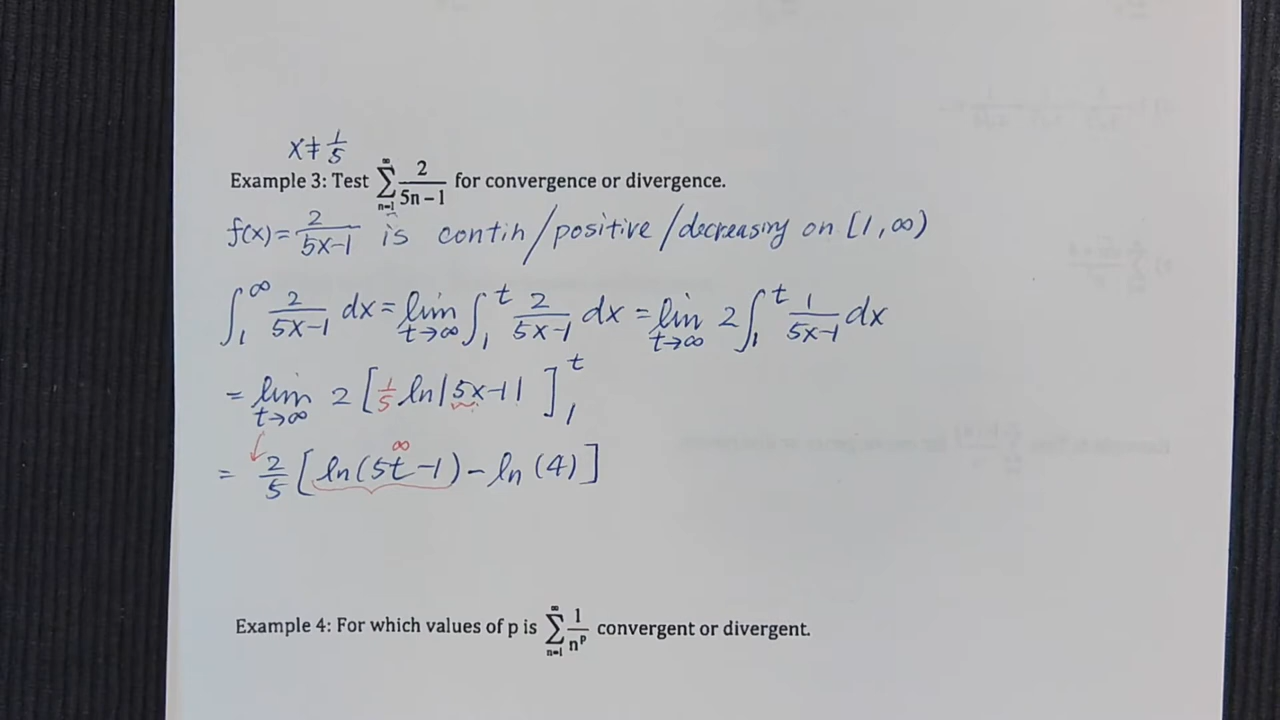 x≠1/5
Example 3: Test ∑_{n=1}^{∞} 2/(5n−1) for convergence or divergence.
f(x)=2/(5x−1) is contin/positive/decreasing on [1,∞)
∫_1^∞ 2/(5x−1) dx = lim_{t→∞} ∫_1^t 2/(5x−1) dx = lim_{t→∞} 2∫_1^t 1/(5x−1) dx
= lim_{t→∞} 2[1/5 ln|5x−1|]_1^t
∞
= 2/5 [ln(5t−1)−ln(4)]
Example 4: For which values of p is ∑_{n=1}^{∞} 1/n^p convergent or divergent.